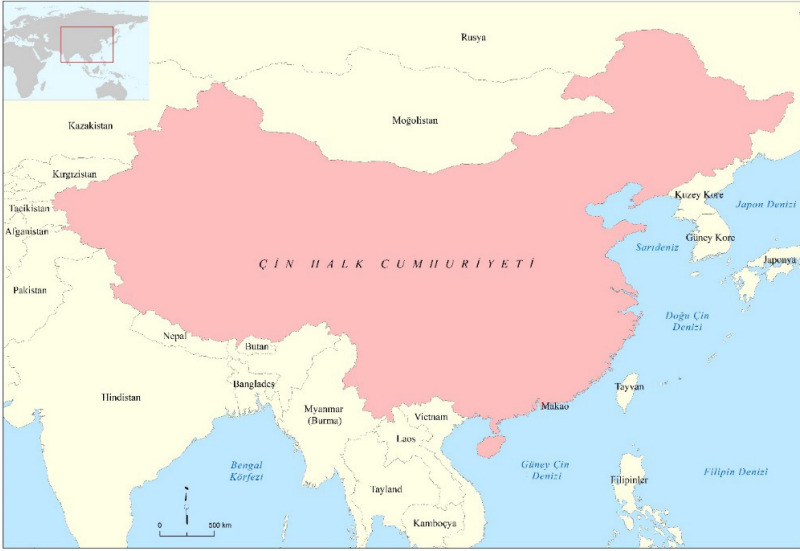 Rusya
Kazakistan
Moğolistan
Kırgızistan
Kuzey Kore
Japon Denizi
Tacikistan
Afganistan
Güney Kore
Sarıdeniz
ÇİN HALK CUMHURİYETİ
Japonya
Pakistan
Doğu Çin
Denizi
Nepal
Butan
Bangladeş
Tayvan
Hindistan
Makao
Myanmar
(Burma)
Vietnam
Laos
Bengal
Körfezi
Güney Çin
Denizi
Filipin Denizi
Filipinler
Tayland
Kamboçya
0 500 km